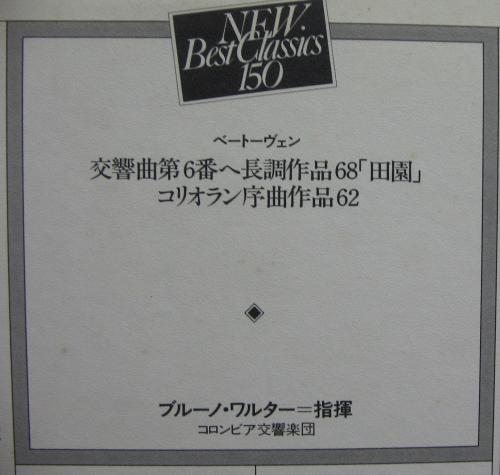 NEW
Best Classics
150
ベートーヴェン
交響曲第6番ヘ長調作品68「田園」
コリオラン序曲作品62
ブルーノ・ワルター＝指揮
コロンビア交響楽団